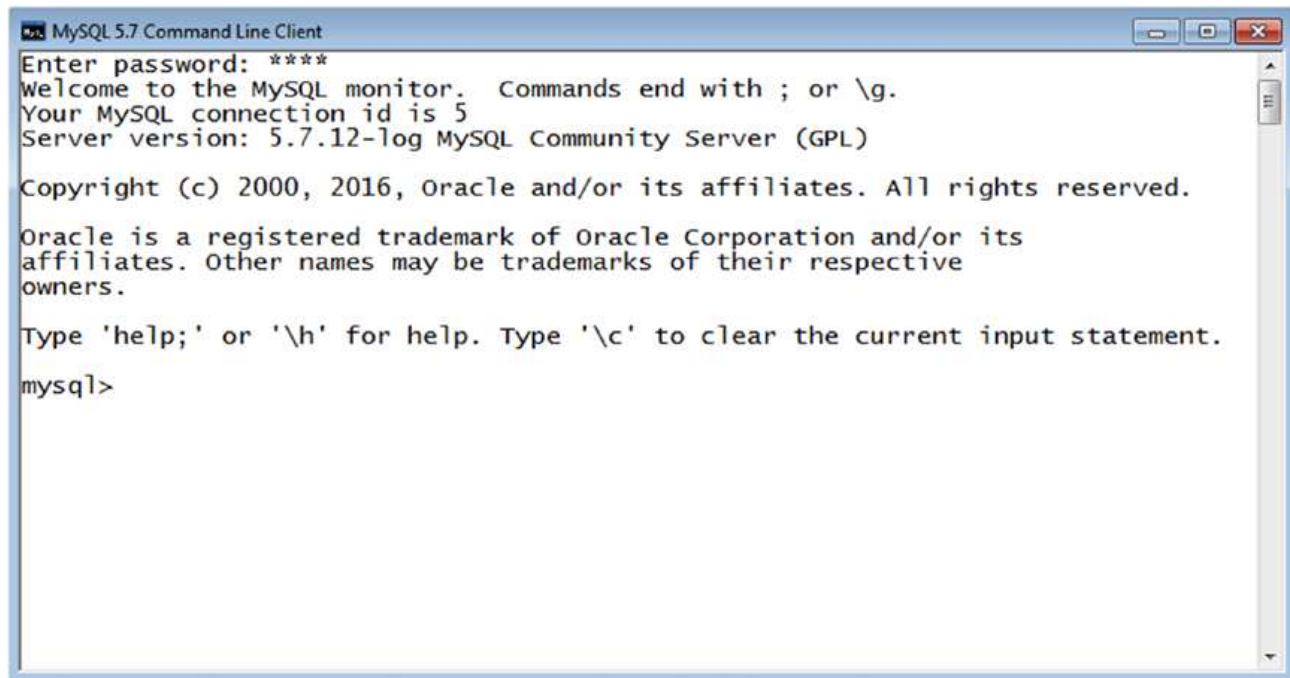 MySQL 5.7 Command Line Client
Enter password: ****
Welcome to the MySQL monitor.  Commands end with ; or \g.
Your MySQL connection id is 5
Server version: 5.7.12-log MySQL Community Server (GPL)
Copyright (c) 2000, 2016, Oracle and/or its affiliates. All rights reserved.
Oracle is a registered trademark of Oracle Corporation and/or its
affiliates. Other names may be trademarks of their respective
owners.
Type 'help;' or '\h' for help. Type '\c' to clear the current input statement.
mysql>